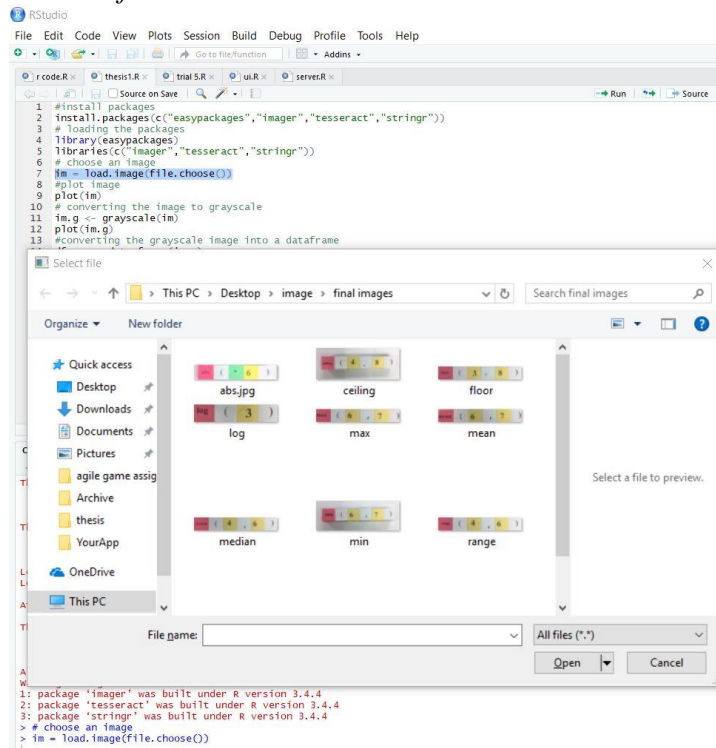 RStudio
File Edit Code View Plots Session Build Debug Profile Tools Help
Go to file/function Addins
r code.R thesis1.R trial 5.R ui.R server.R
Source on Save Run Source
1 #install packages
2 install.packages(c("easypackages","imager","tesseract","stringr"))
3 # loading the packages
4 library(easypackages)
5 libraries(c("imager","tesseract","stringr"))
6 # choose an image
7 im = load.image(file.choose())
8 #plot image
9 plot(im)
10 # converting the image to grayscale
11 im.g <- grayscale(im)
12 plot(im.g)
13 #converting the grayscale image into a dataframe
Select file
This PC > Desktop > image > final images
Search final images
Organize New folder
Quick access
Desktop
Downloads
Documents
Pictures
agile game assig
Archive
thesis
YourApp
OneDrive
This PC
abs.jpg ceiling floor
log ( 3 )
log max mean
median min range
Select a file to preview.
File name: All files (*.*)
Open Cancel
1: package 'imager' was built under R version 3.4.4
2: package 'tesseract' was built under R version 3.4.4
3: package 'stringr' was built under R version 3.4.4
> # choose an image
> im = load.image(file.choose())